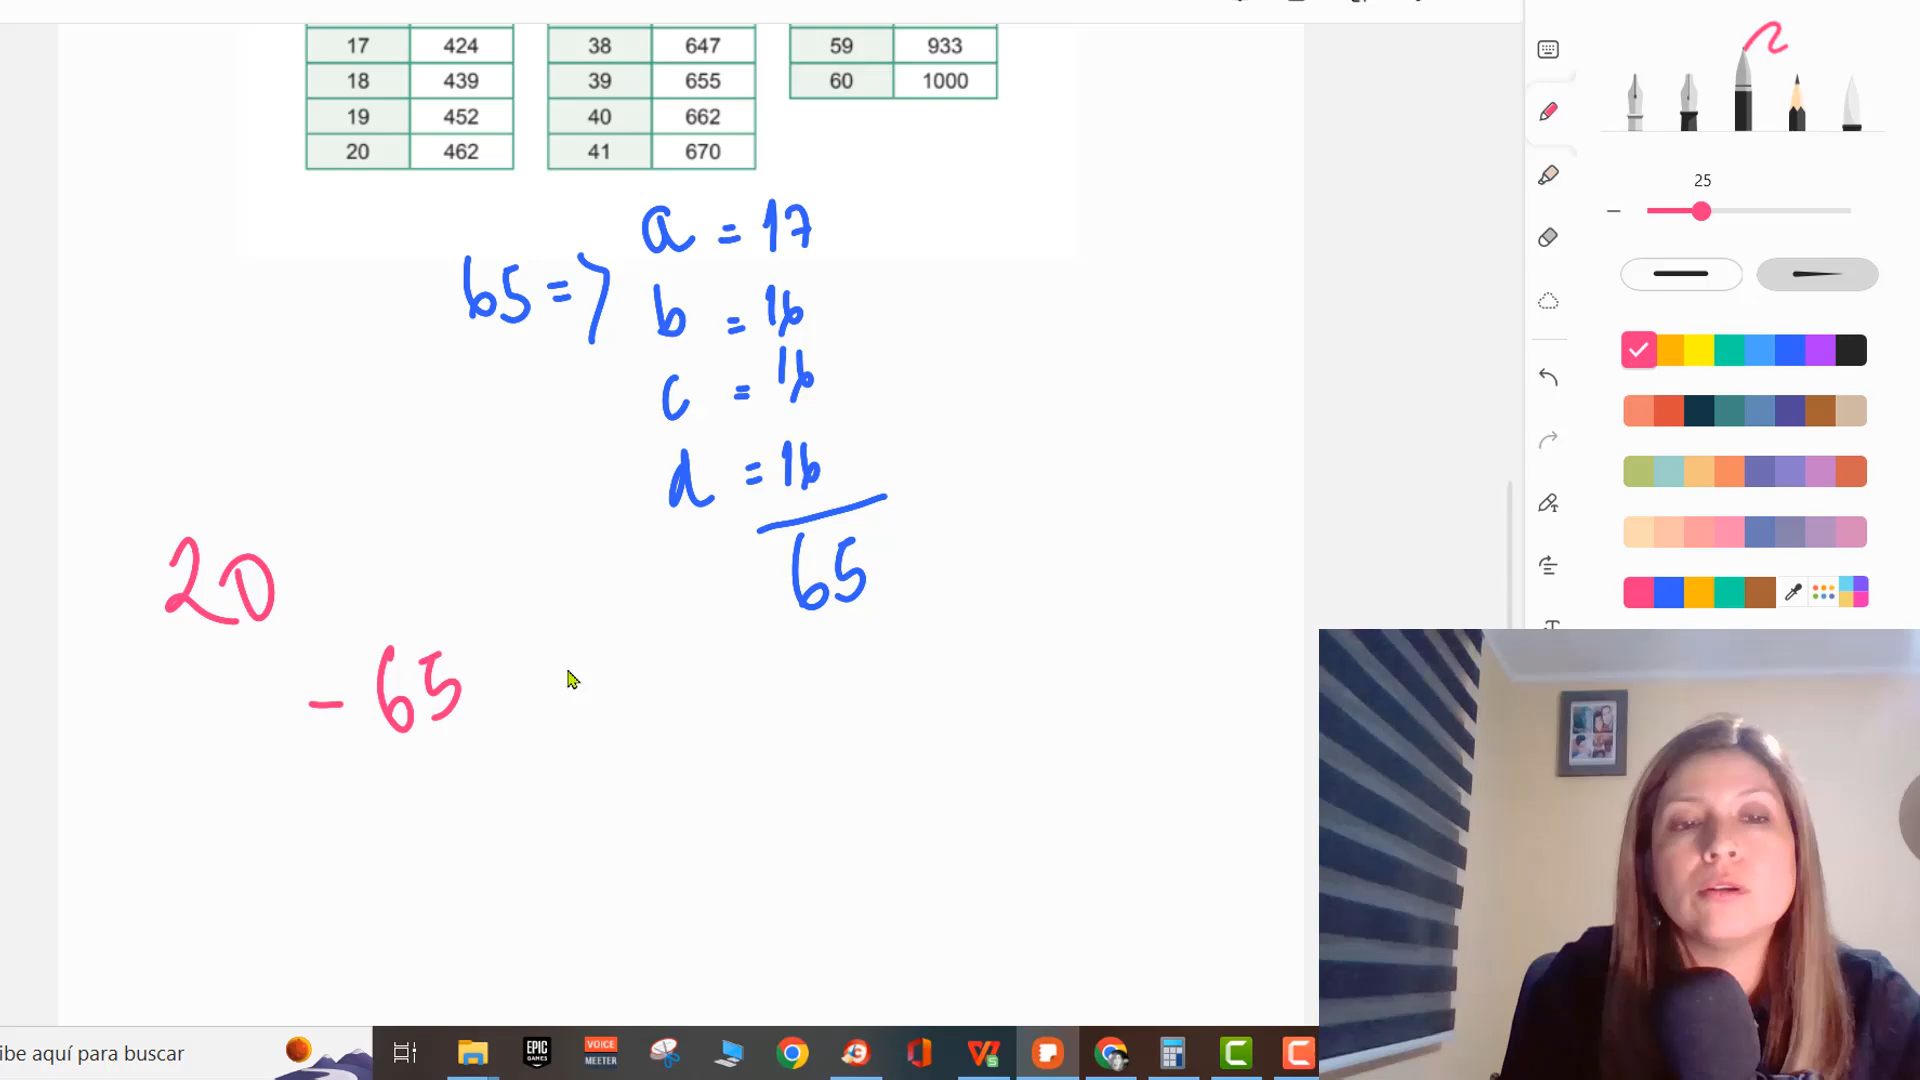 17 424 38 647 59 933
18 439 39 655 60 1000
19 452 40 662
20 462 41 670
25
a = 17
65 =>
b = 16
c = 16
d = 16
65
20
- 65
ibe aquí para buscar
EPIC
GAMES
VOICE
MEETER